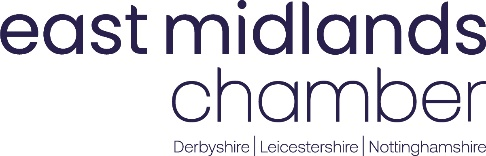 east midlands
chamber
Derbyshire | Leicestershire | Nottinghamshire